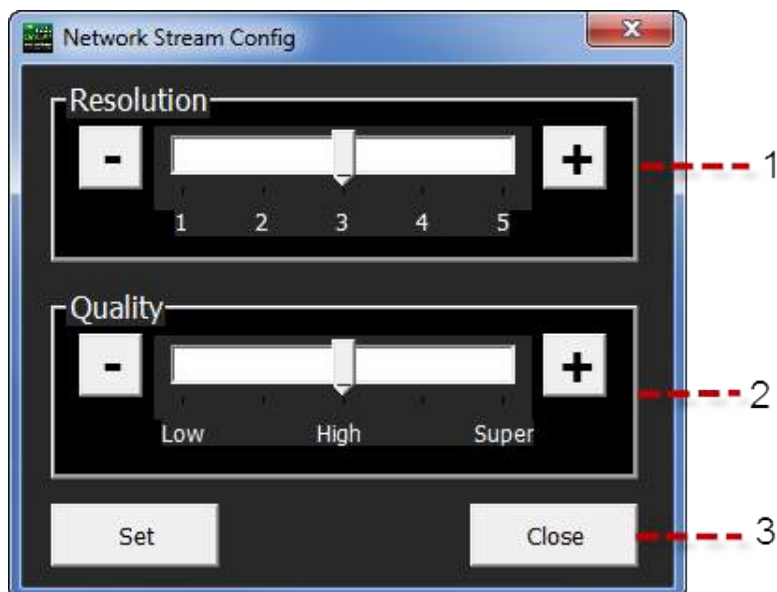 Network Stream Config
x
Resolution
- +
1 2 3 4 5
1
Quality
- +
Low High Super
2
Set Close
3